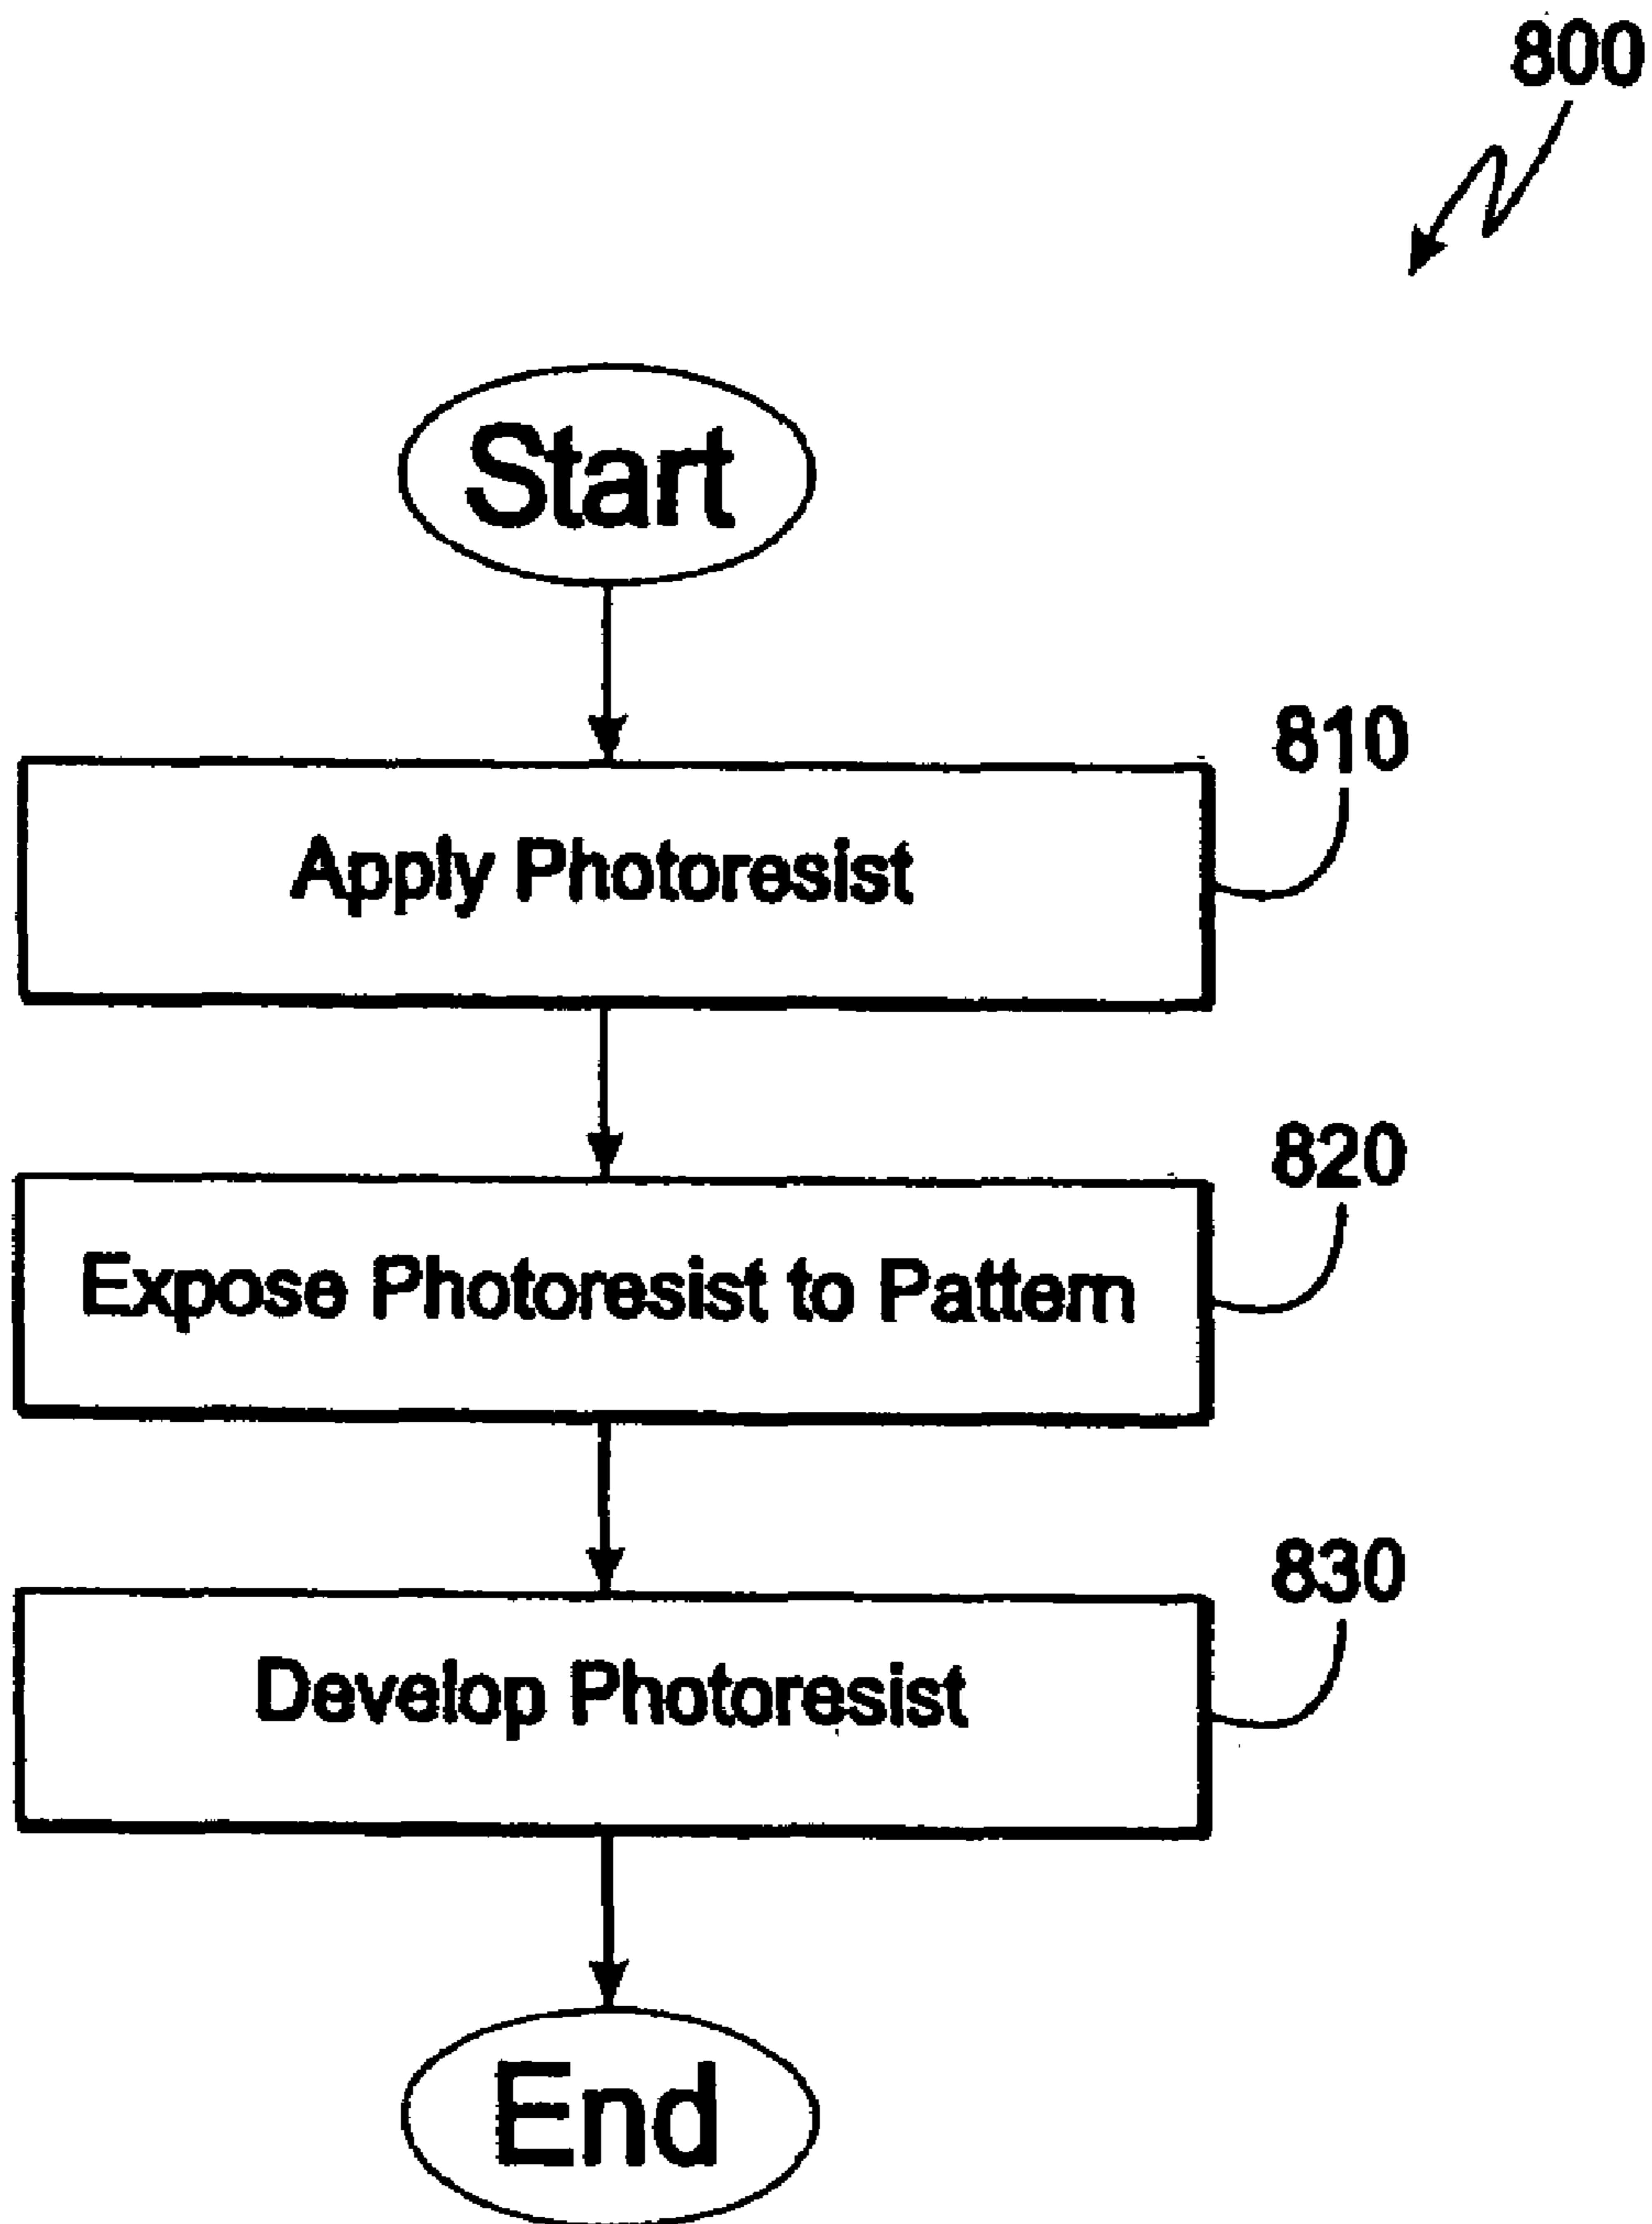 800
Start
810
Apply Photoresist
820
Expose Photoresist to Pattern
830
Develop Photoresist
End